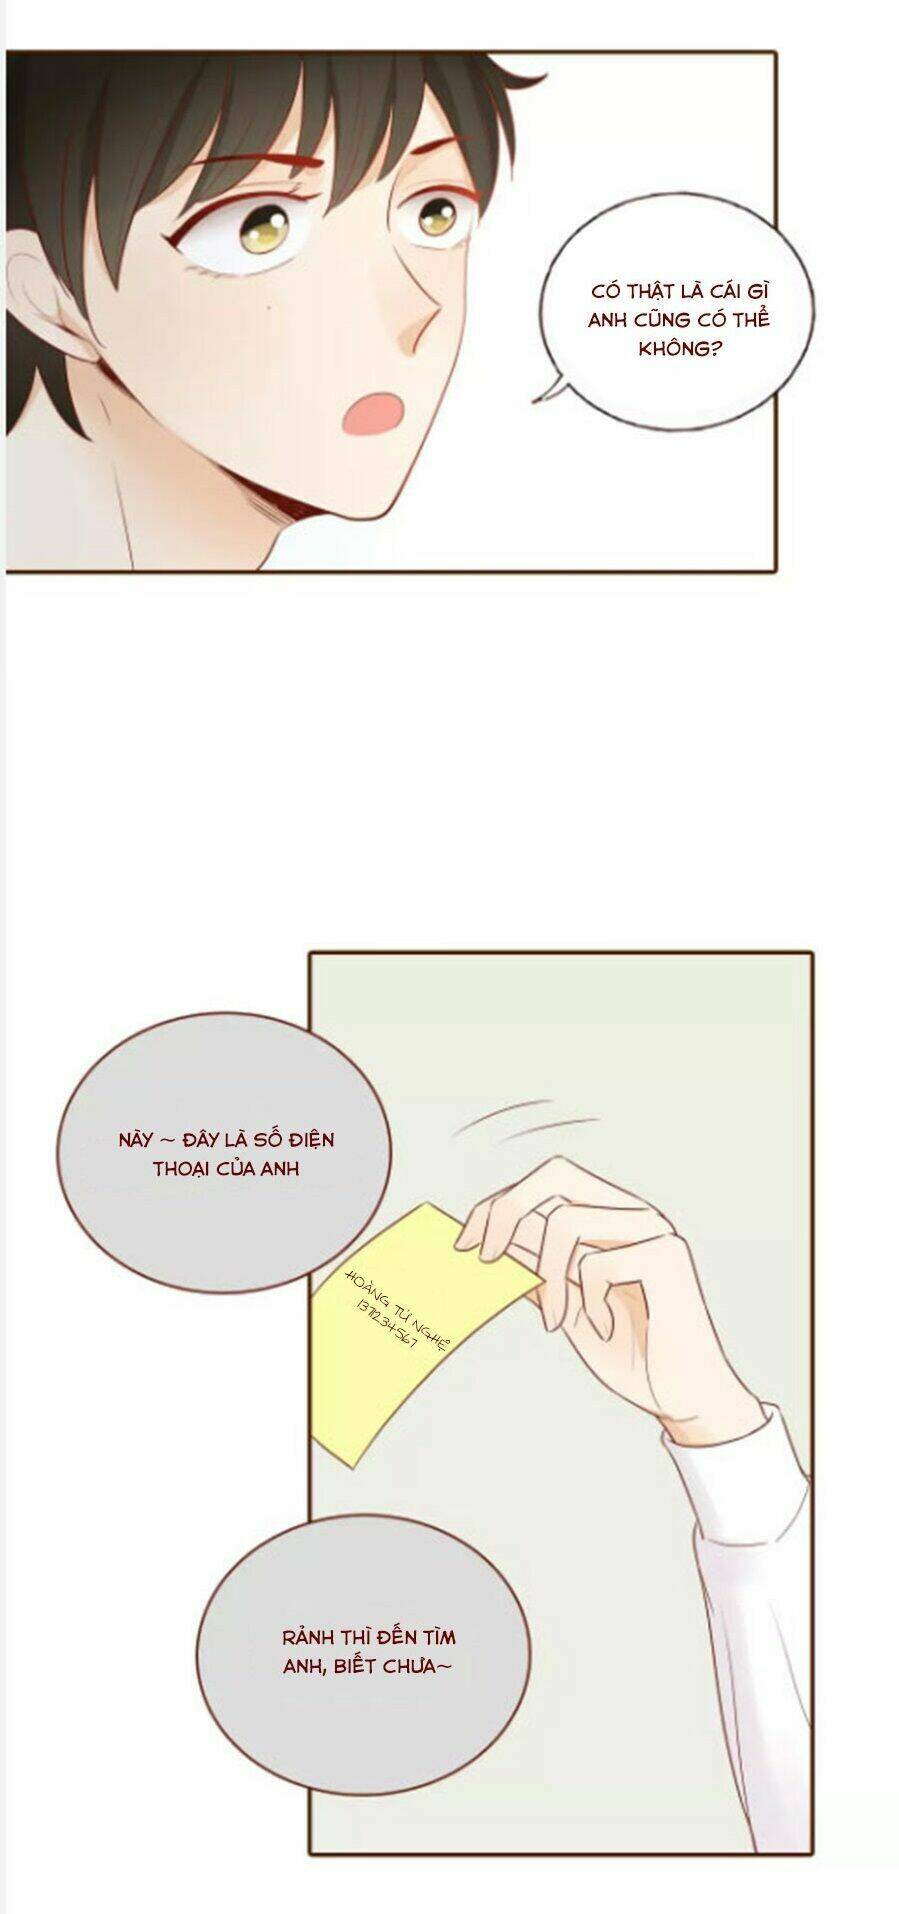 CÓ THẬT LÀ CÁI GÌ
ANH CŨNG CÓ THỂ
KHÔNG?
NÀY ~ ĐÂY LÀ SỐ ĐIỆN
THOẠI CỦA ANH
HOÀNG TỬ NGHỆ
1371234567
RẢNH THÌ ĐẾN TÌM
ANH, BIẾT CHƯA~